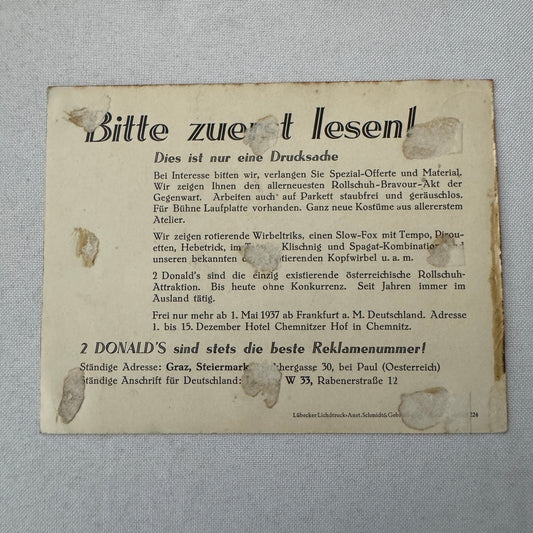 Bitte zuerst lesen!
Dies ist nur eine Drucksache
Bei Interesse bitten wir, verlangen Sie Spezial-Offerte und Material.
Wir zeigen Ihnen den allerneuesten Rollschuh-Bravour-Akt der
Gegenwart. Arbeiten auch auf Parkett staubfrei und geräuschlos.
Für Bühne Laufplatte vorhanden. Ganz neue Kostüme aus allererstem
Atelier.
Wir zeigen rotierende Wirbeltriks, einen Slow-Fox mit Tempo, Pirou-
etten, Hebetrick, im Klischnig und Spagat-Kombination und
unseren bekannten rotierenden Kopfwirbel u. a. m.
2 Donald's sind die einzig existierende österreichische Rollschuh-
Attraktion. Bis heute ohne Konkurrenz. Seit Jahren immer im
Ausland tätig.
Frei nur mehr ab 1. Mai 1937 ab Frankfurt a. M. Deutschland. Adresse
1. bis 15. Dezember Hotel Chemnitzer Hof in Chemnitz.
2 DONALD'S sind stets die beste Reklamenummer!
Ständige Adresse: Graz, Steiermark, 30, bei Paul (Oesterreich)
Ständige Anschrift für Deutschland: W 33, Rabenerstraße 12
Lübecker Lichdruck-Anst. Schmidt & Geb